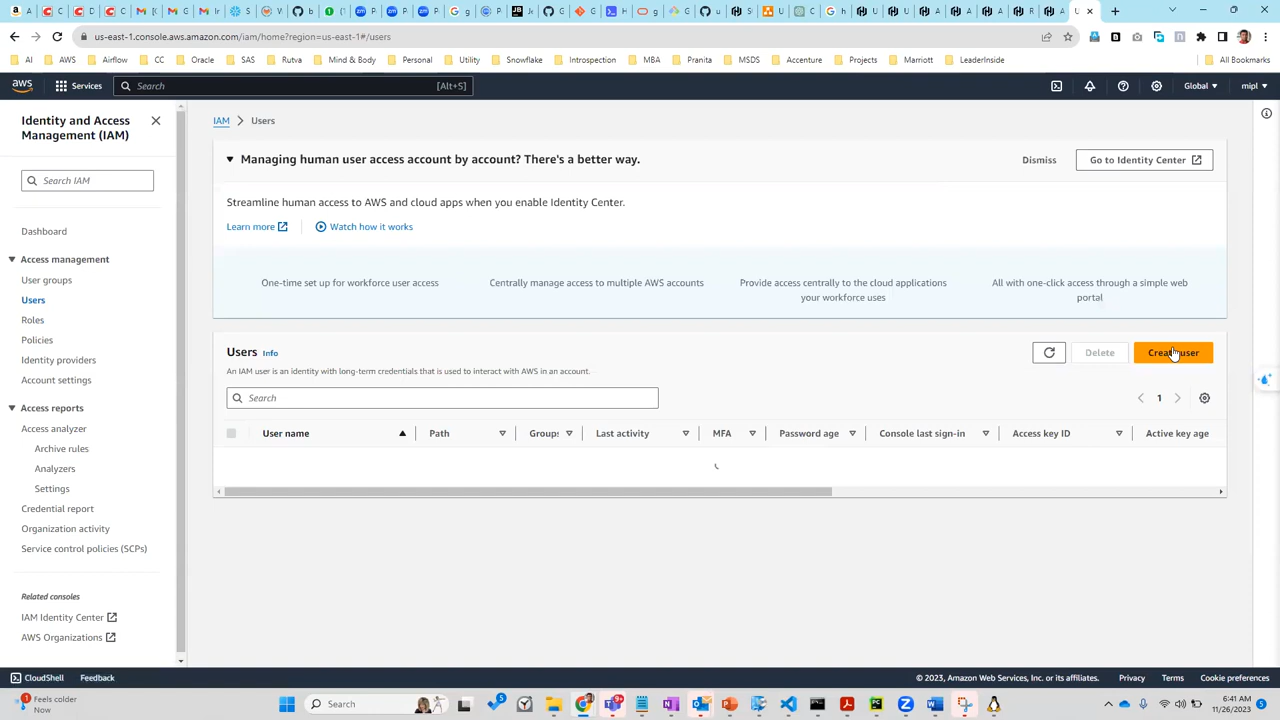 us-east-1.console.aws.amazon.com/iam/home?region=us-east-1#/users
AI AWS Airflow CC Oracle SAS Rutva Mind & Body Personal Utility Snowflake Introspection MBA Pranita MSDS Accenture Projects Marriott LeaderInside All Bookmarks
aws Services Search [Alt+S] Global mipl
Identity and Access
Management (IAM)
Search IAM
Dashboard
Access management
User groups
Users
Roles
Policies
Identity providers
Account settings
Access reports
Access analyzer
Archive rules
Analyzers
Settings
Credential report
Organization activity
Service control policies (SCPs)
Related consoles
IAM Identity Center
AWS Organizations
IAM > Users
Managing human user access account by account? There's a better way. Dismiss Go to Identity Center
Streamline human access to AWS and cloud apps when you enable Identity Center.
Learn more Watch how it works
One-time set up for workforce user access
Centrally manage access to multiple AWS accounts
Provide access centrally to the cloud applications
your workforce uses
All with one-click access through a simple web
portal
Users Info Delete Create user
An IAM user is an identity with long-term credentials that is used to interact with AWS in an account.
Search 1
User name Path Groups Last activity MFA Password age Console last sign-in Access key ID Active key age
CloudShell Feedback © 2023, Amazon Web Services, Inc. or its affiliates. Privacy Terms Cookie preferences
Feels colder
Now
Search
6:41 PM
11/26/2023